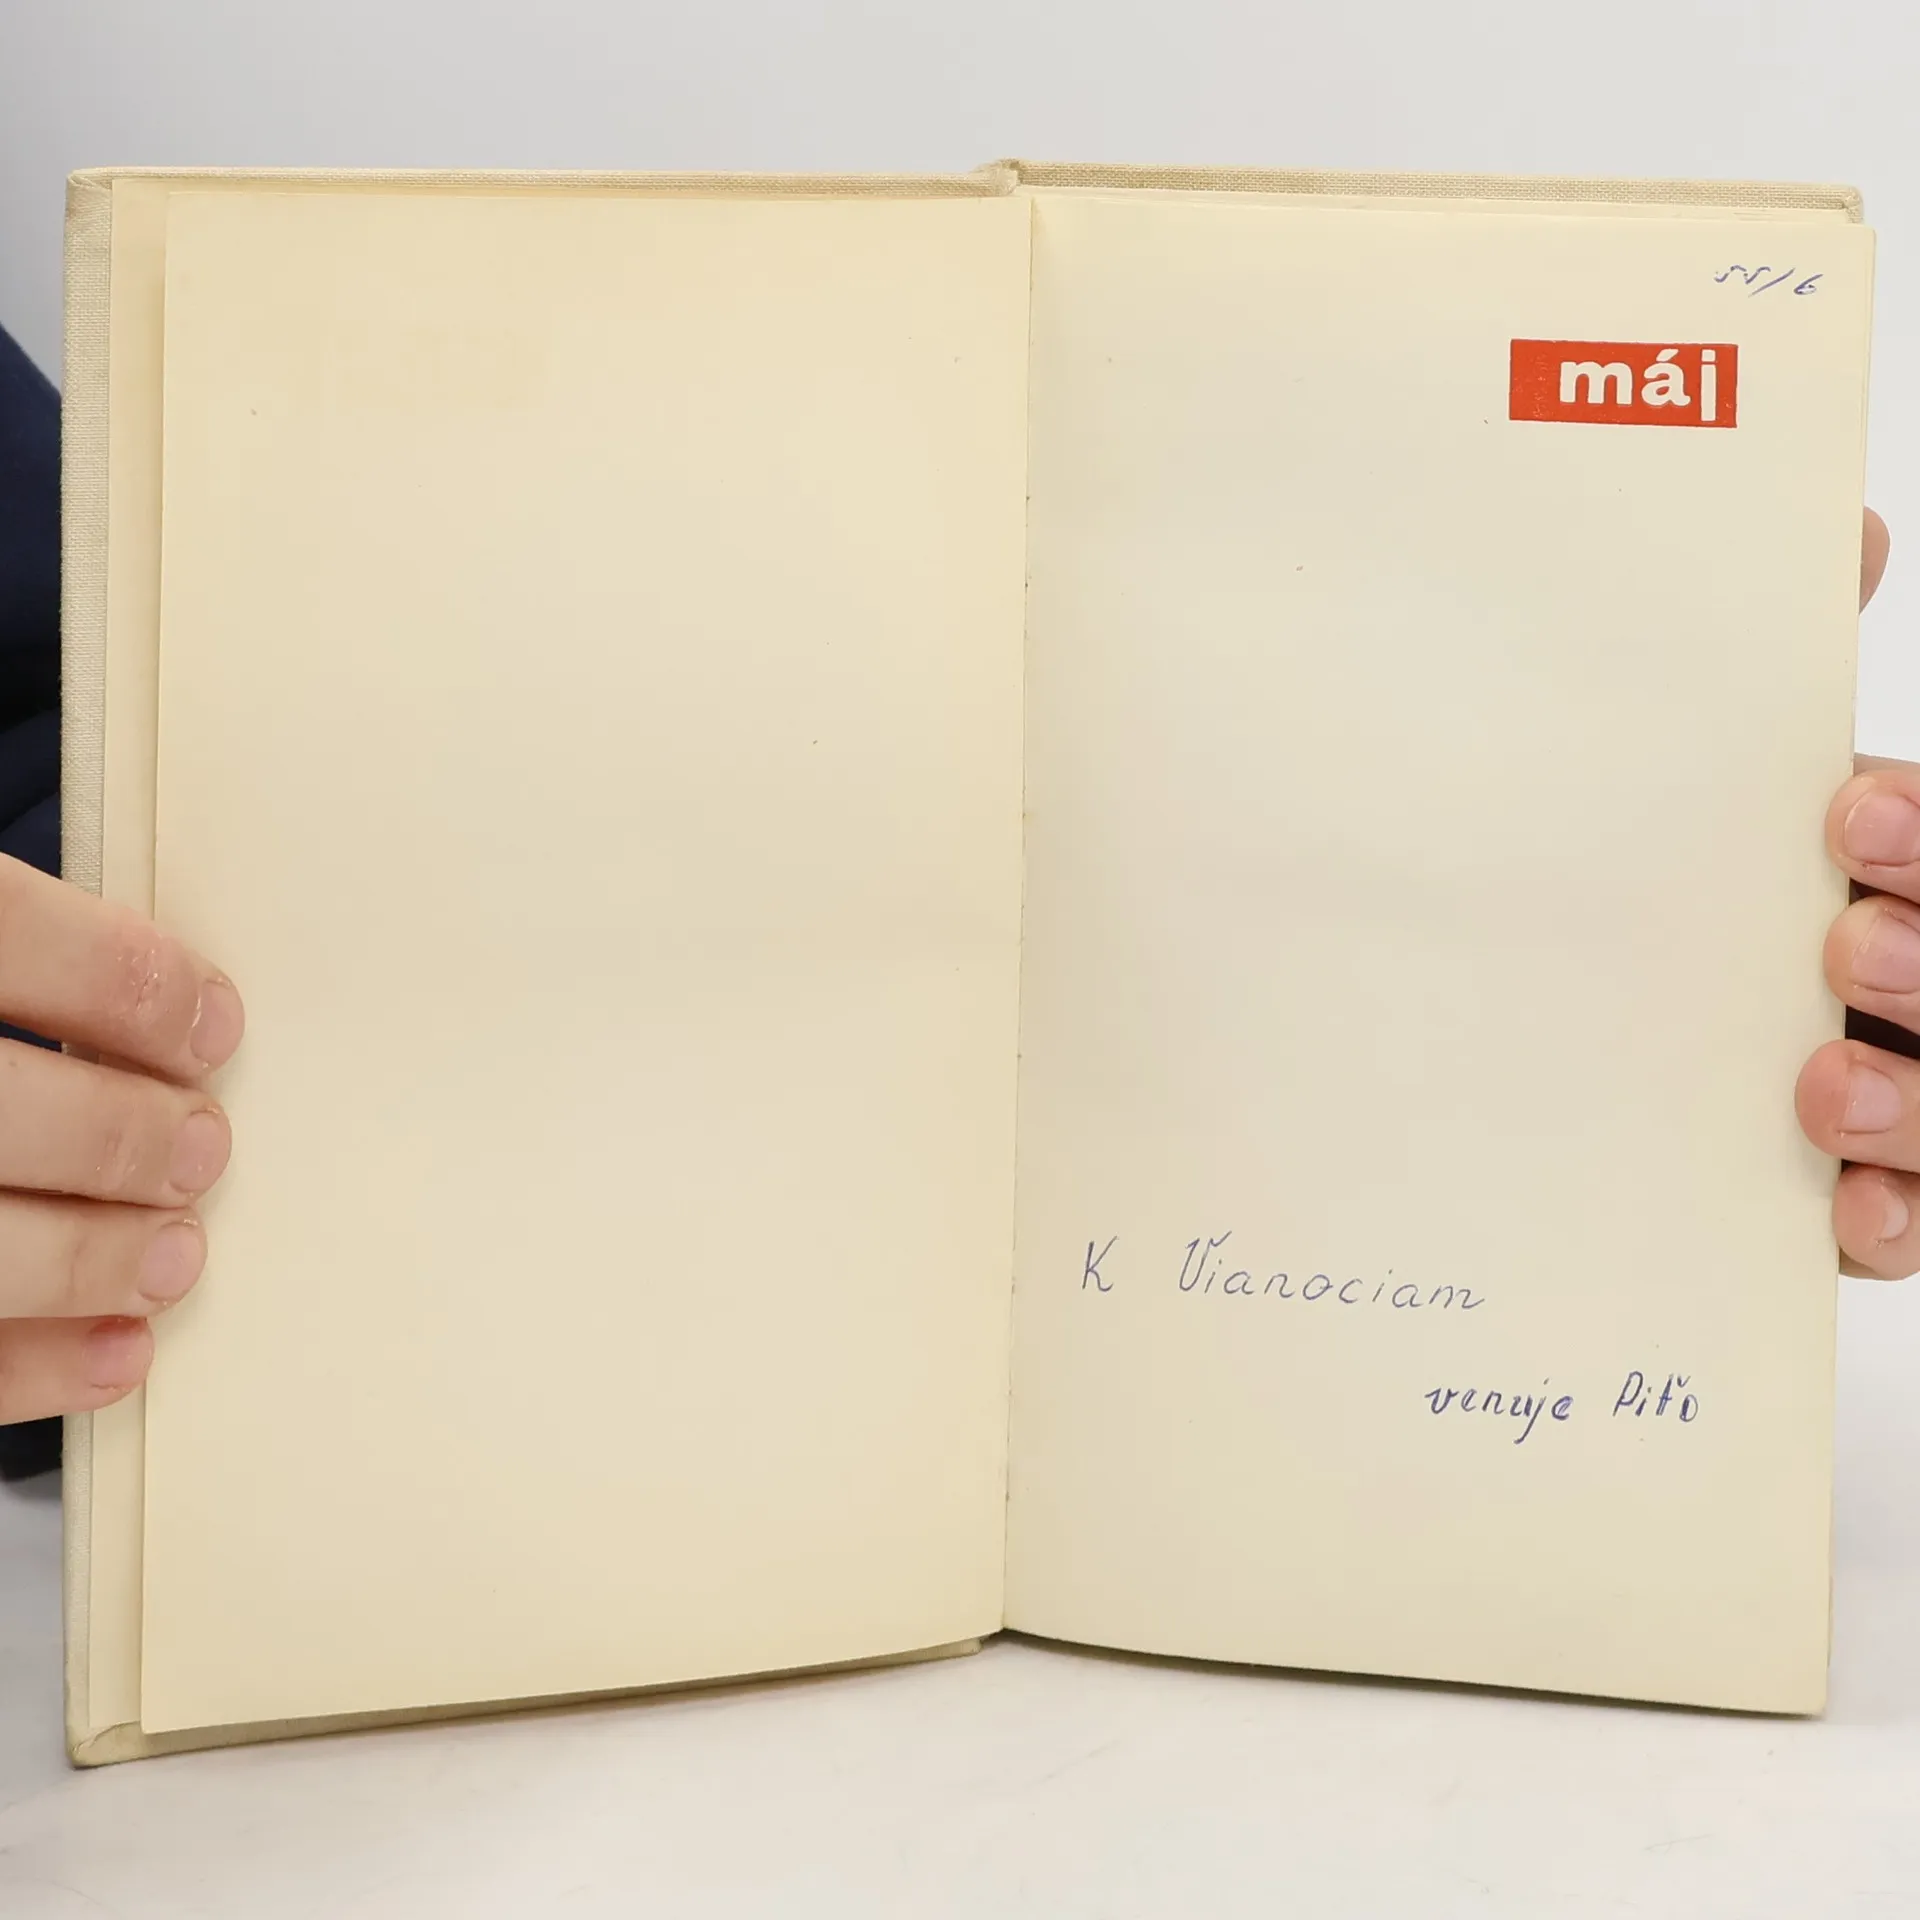 55/6
máj
K Vianociam
venuje Piťo